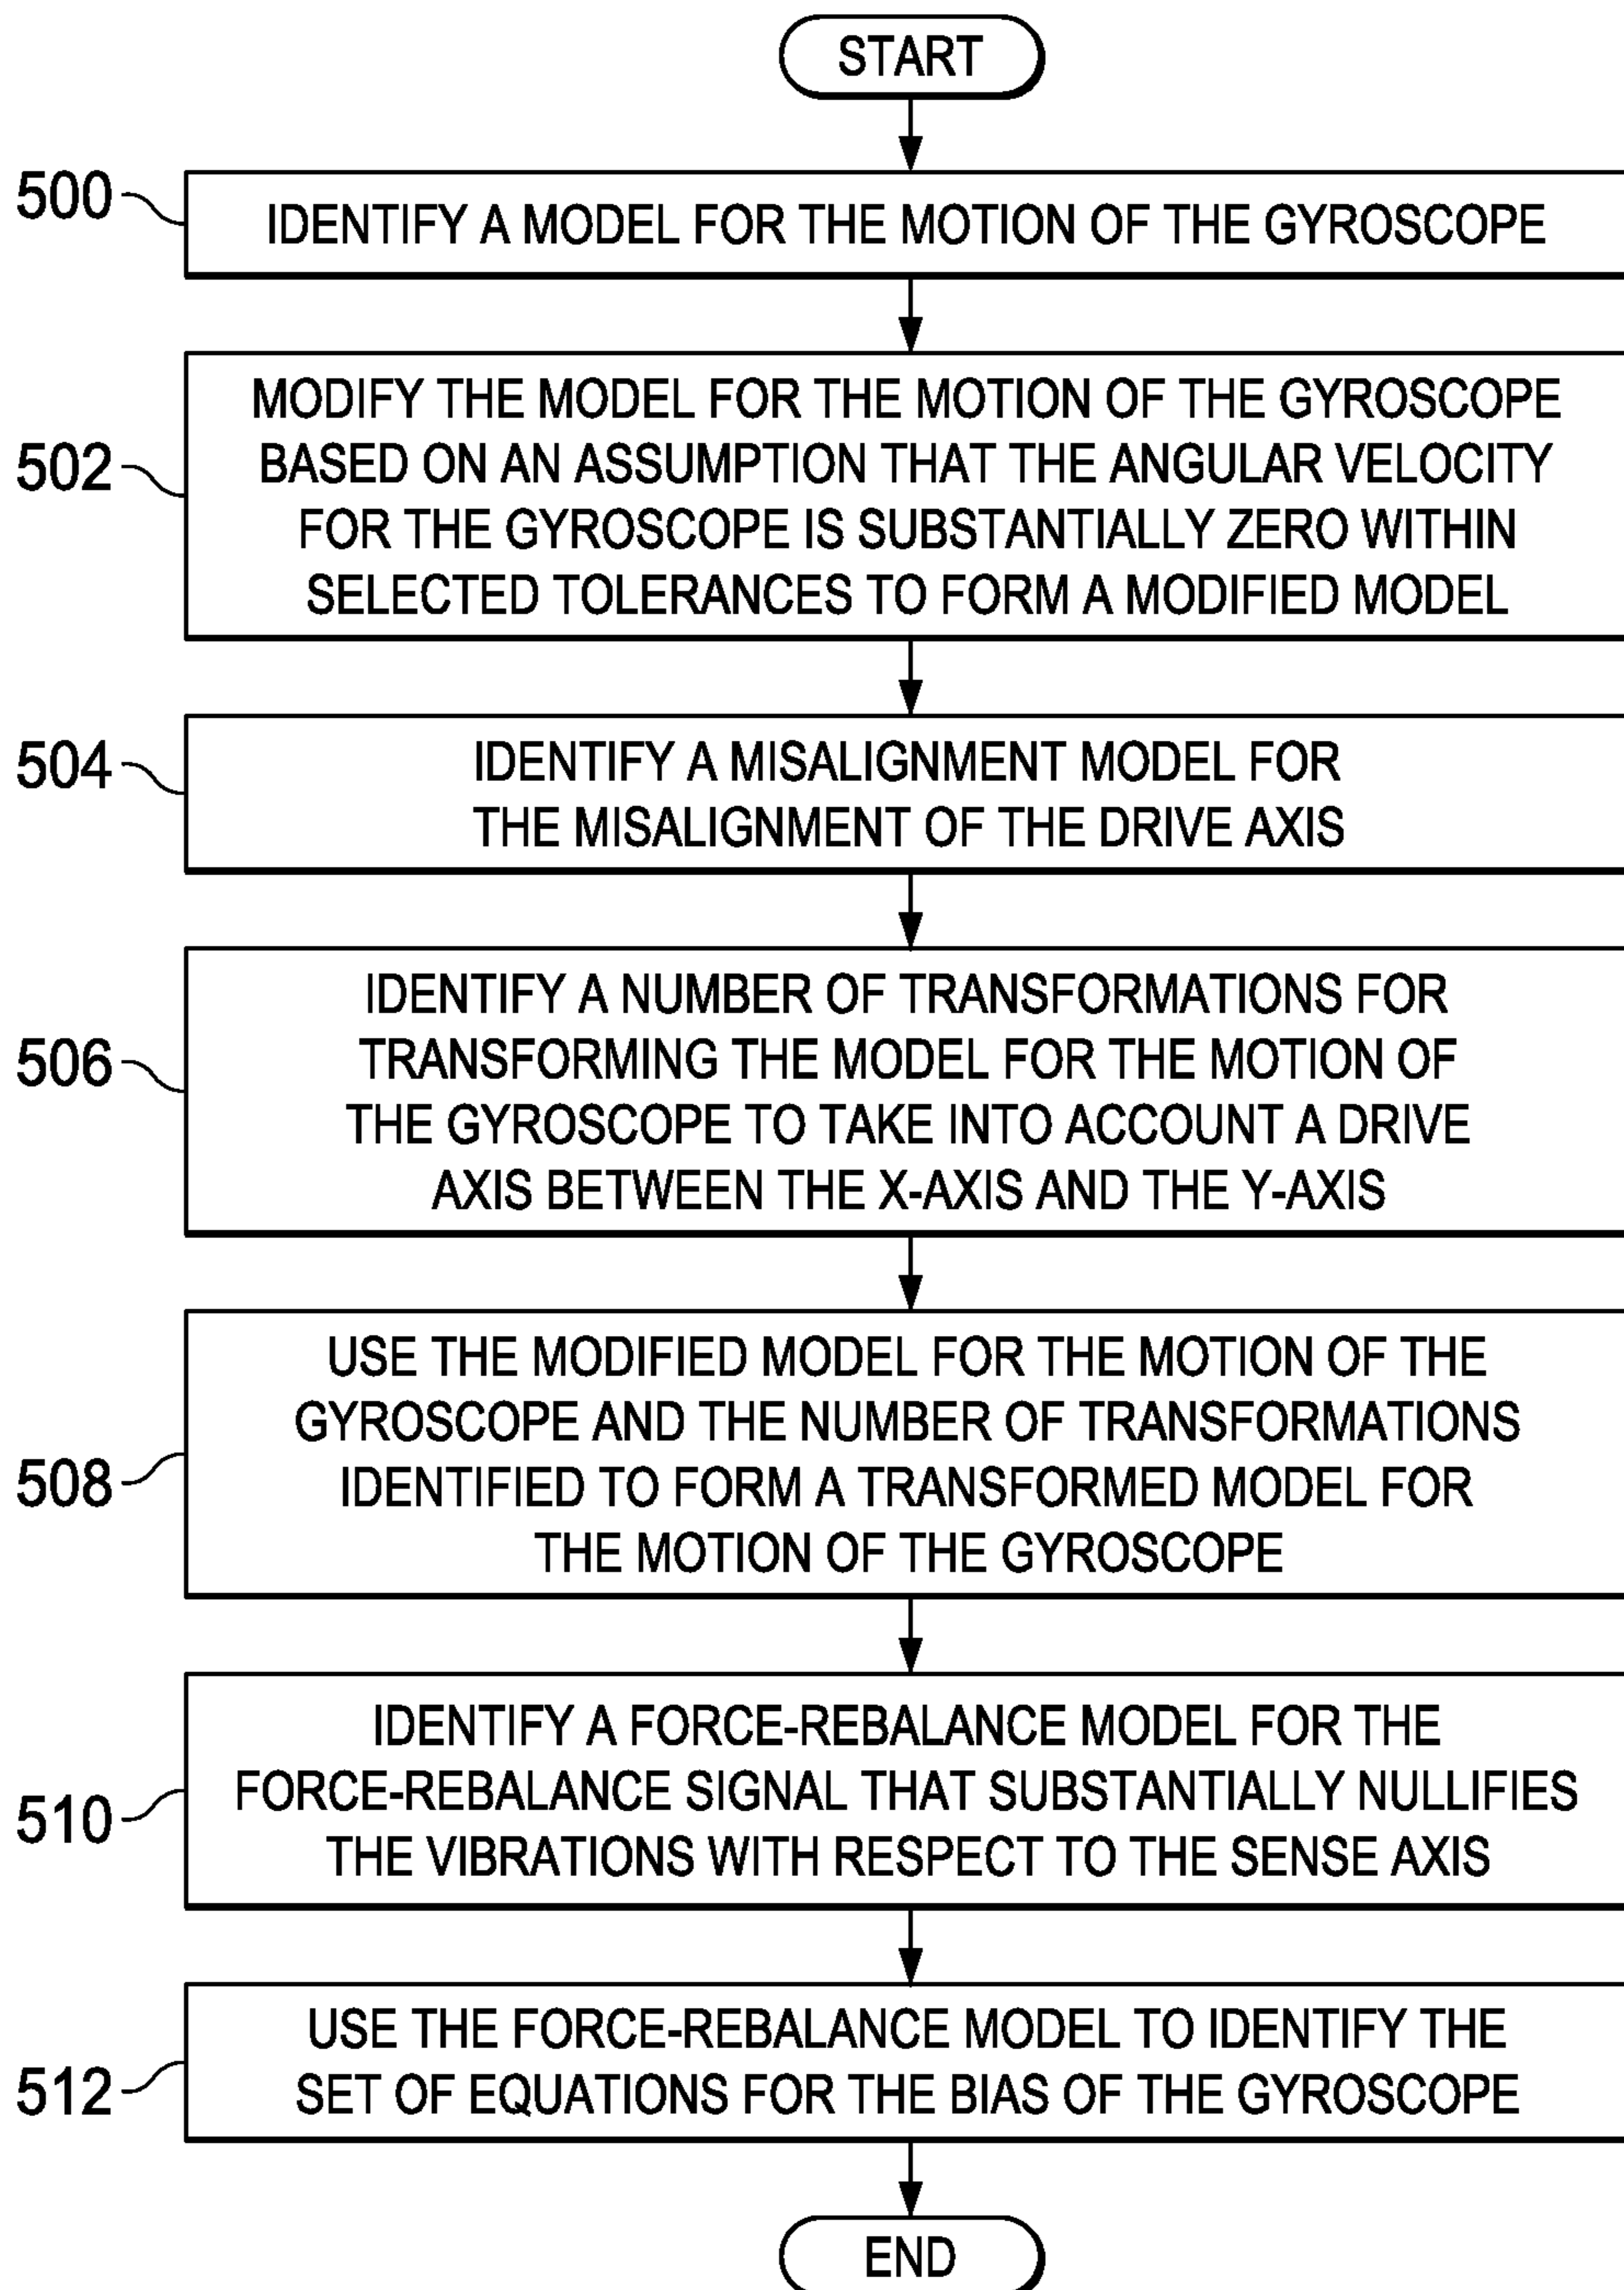 START
500
IDENTIFY A MODEL FOR THE MOTION OF THE GYROSCOPE
502
MODIFY THE MODEL FOR THE MOTION OF THE GYROSCOPE
BASED ON AN ASSUMPTION THAT THE ANGULAR VELOCITY
FOR THE GYROSCOPE IS SUBSTANTIALLY ZERO WITHIN
SELECTED TOLERANCES TO FORM A MODIFIED MODEL
504
IDENTIFY A MISALIGNMENT MODEL FOR
THE MISALIGNMENT OF THE DRIVE AXIS
506
IDENTIFY A NUMBER OF TRANSFORMATIONS FOR
TRANSFORMING THE MODEL FOR THE MOTION OF
THE GYROSCOPE TO TAKE INTO ACCOUNT A DRIVE
AXIS BETWEEN THE X-AXIS AND THE Y-AXIS
508
USE THE MODIFIED MODEL FOR THE MOTION OF THE
GYROSCOPE AND THE NUMBER OF TRANSFORMATIONS
IDENTIFIED TO FORM A TRANSFORMED MODEL FOR
THE MOTION OF THE GYROSCOPE
510
IDENTIFY A FORCE-REBALANCE MODEL FOR THE
FORCE-REBALANCE SIGNAL THAT SUBSTANTIALLY NULLIFIES
THE VIBRATIONS WITH RESPECT TO THE SENSE AXIS
512
USE THE FORCE-REBALANCE MODEL TO IDENTIFY THE
SET OF EQUATIONS FOR THE BIAS OF THE GYROSCOPE
END